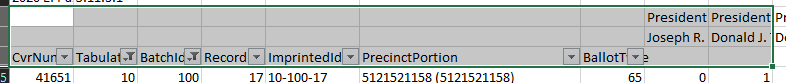 President President
Joseph R. Donald J.
CvrNum Tabulat BatchId Record ImprintedId PrecinctPortion BallotType
5 41651 10 100 17 10-100-17 5121521158 (5121521158) 65 0 1